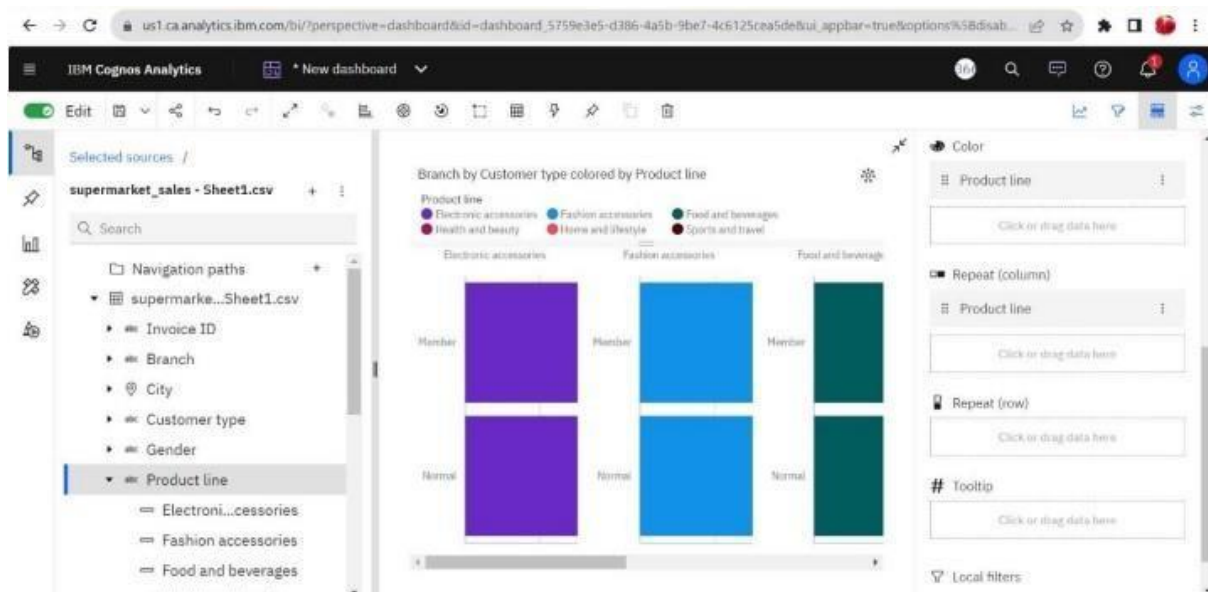 us1.ca.analytics.ibm.com/bi/?perspective=dashboard&id=dashboard_5759e3e5-d386-4a5b-9be7-4c6125cea5de&ui_appbar=true&options%5Bdisab...
IBM Cognos Analytics
* New dashboard
Edit
Selected sources /
supermarket_sales - Sheet1.csv
Search
Navigation paths
supermarke...Sheet1.csv
Invoice ID
Branch
City
Customer type
Gender
Product line
Electroni...cessories
Fashion accessories
Food and beverages
Branch by Customer type colored by Product line
Product line
Electronic accessories Fashion accessories Food and beverages
Health and beauty Home and lifestyle Sports and travel
Electronic accessories Fashion accessories Food and beverage
Member Member Member
Normal Normal Normal
Color
Product line
Click or drag data here
Repeat (column)
Product line
Click or drag data here
Repeat (row)
Click or drag data here
Tooltip
Click or drag data here
Local filters